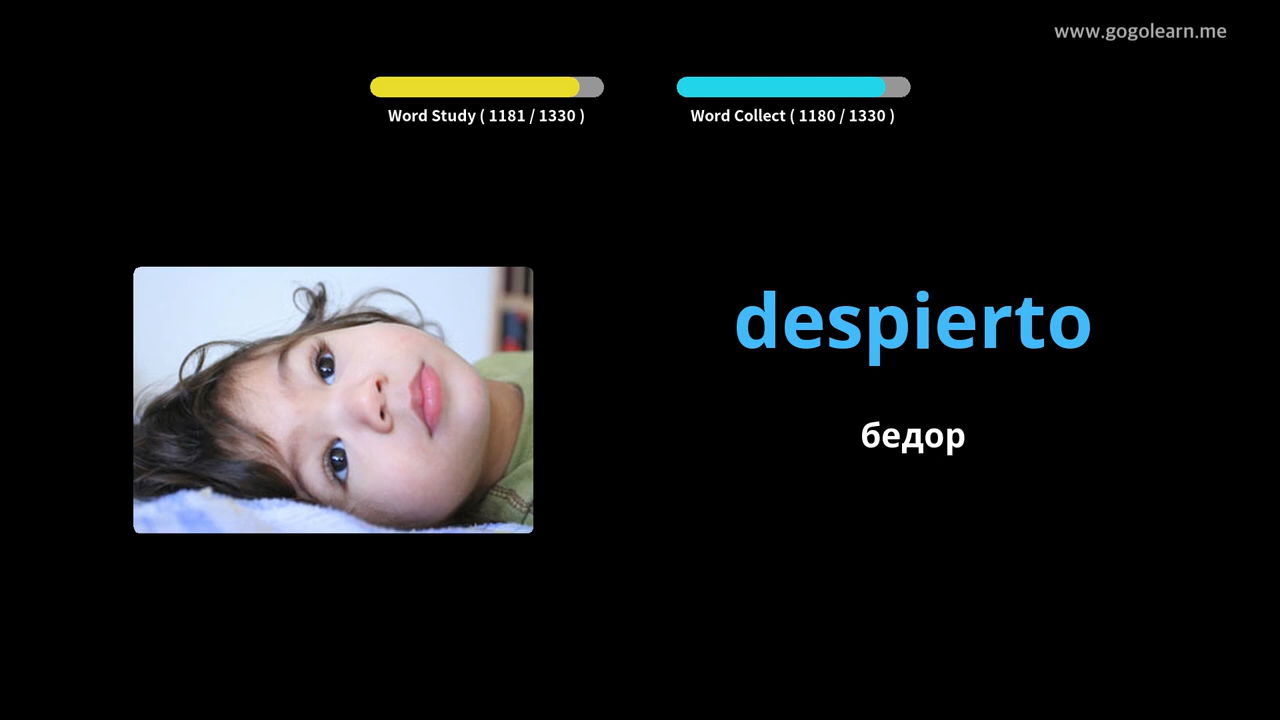 www.gogolearn.me
Word Study ( 1181 / 1330 )
Word Collect ( 1180 / 1330 )
despierto
бедор